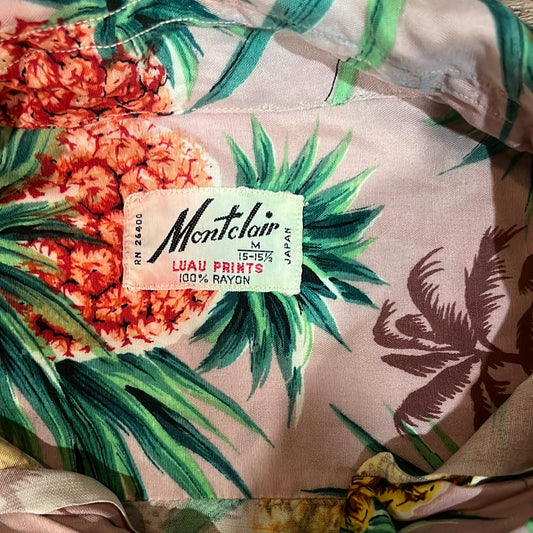 Montclair
RN 26400
M
15-15½
JAPAN
LUAU PRINTS
100% RAYON